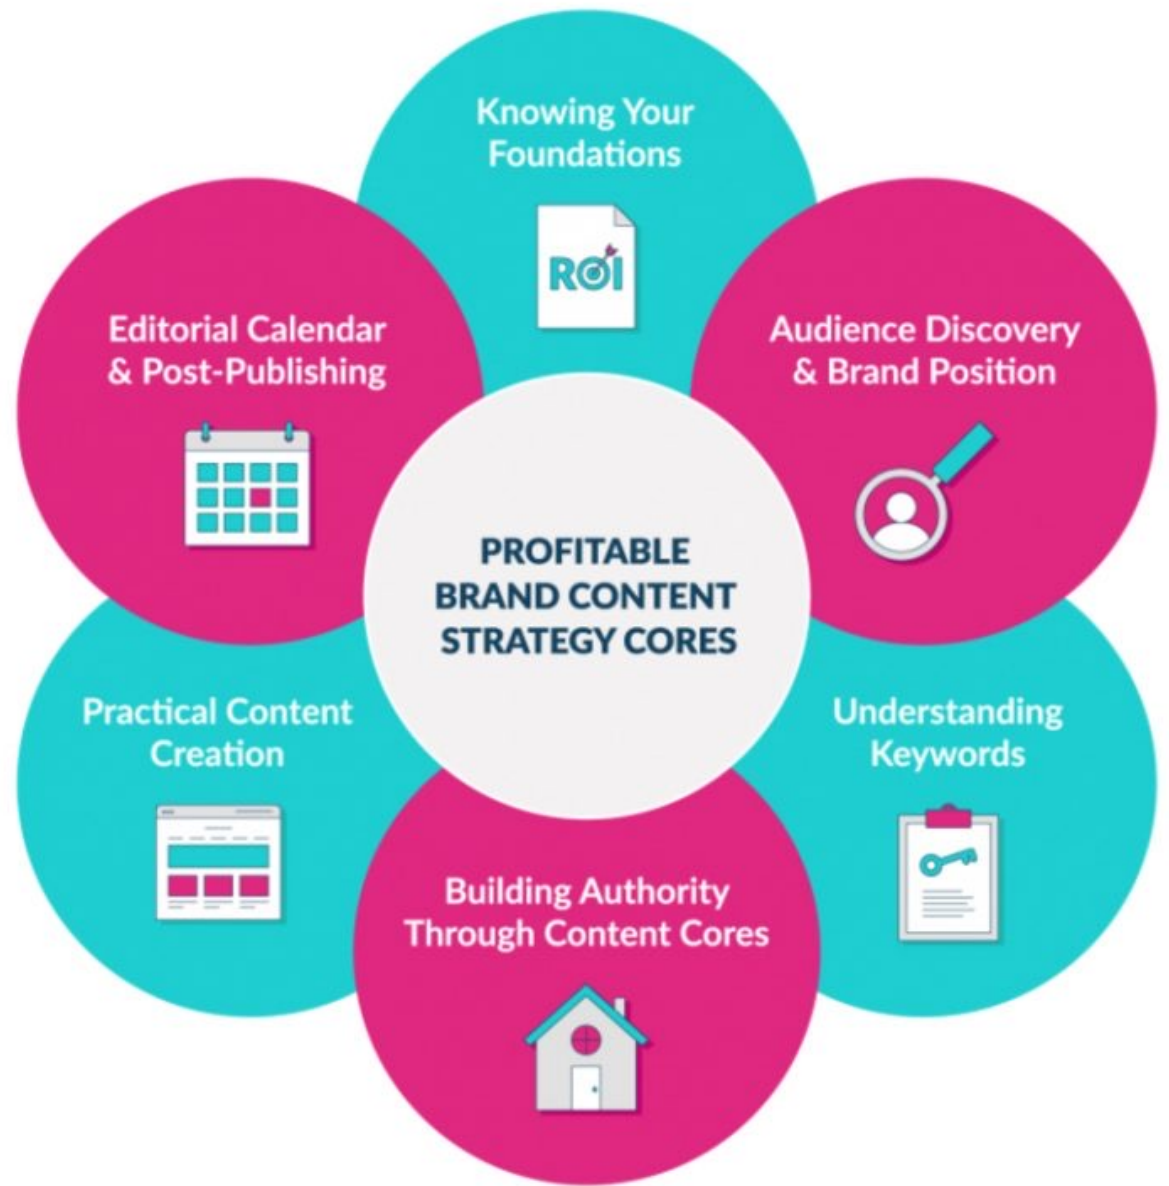 Knowing Your
Foundations
ROI
Audience Discovery
& Brand Position
Understanding
Keywords
Building Authority
Through Content Cores
Practical Content
Creation
Editorial Calendar
& Post-Publishing
PROFITABLE
BRAND CONTENT
STRATEGY CORES